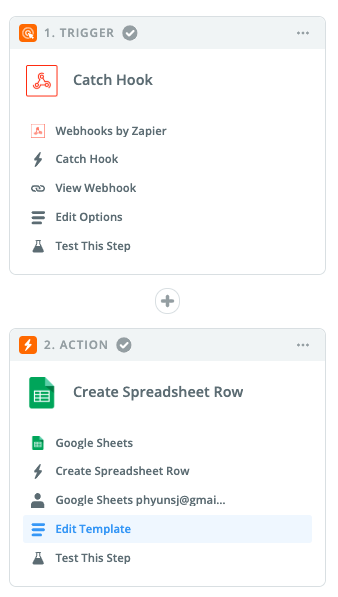 1. TRIGGER
Catch Hook
Webhooks by Zapier
Catch Hook
View Webhook
Edit Options
Test This Step
2. ACTION
Create Spreadsheet Row
Google Sheets
Create Spreadsheet Row
Google Sheets phyunsj@gmai...
Edit Template
Test This Step